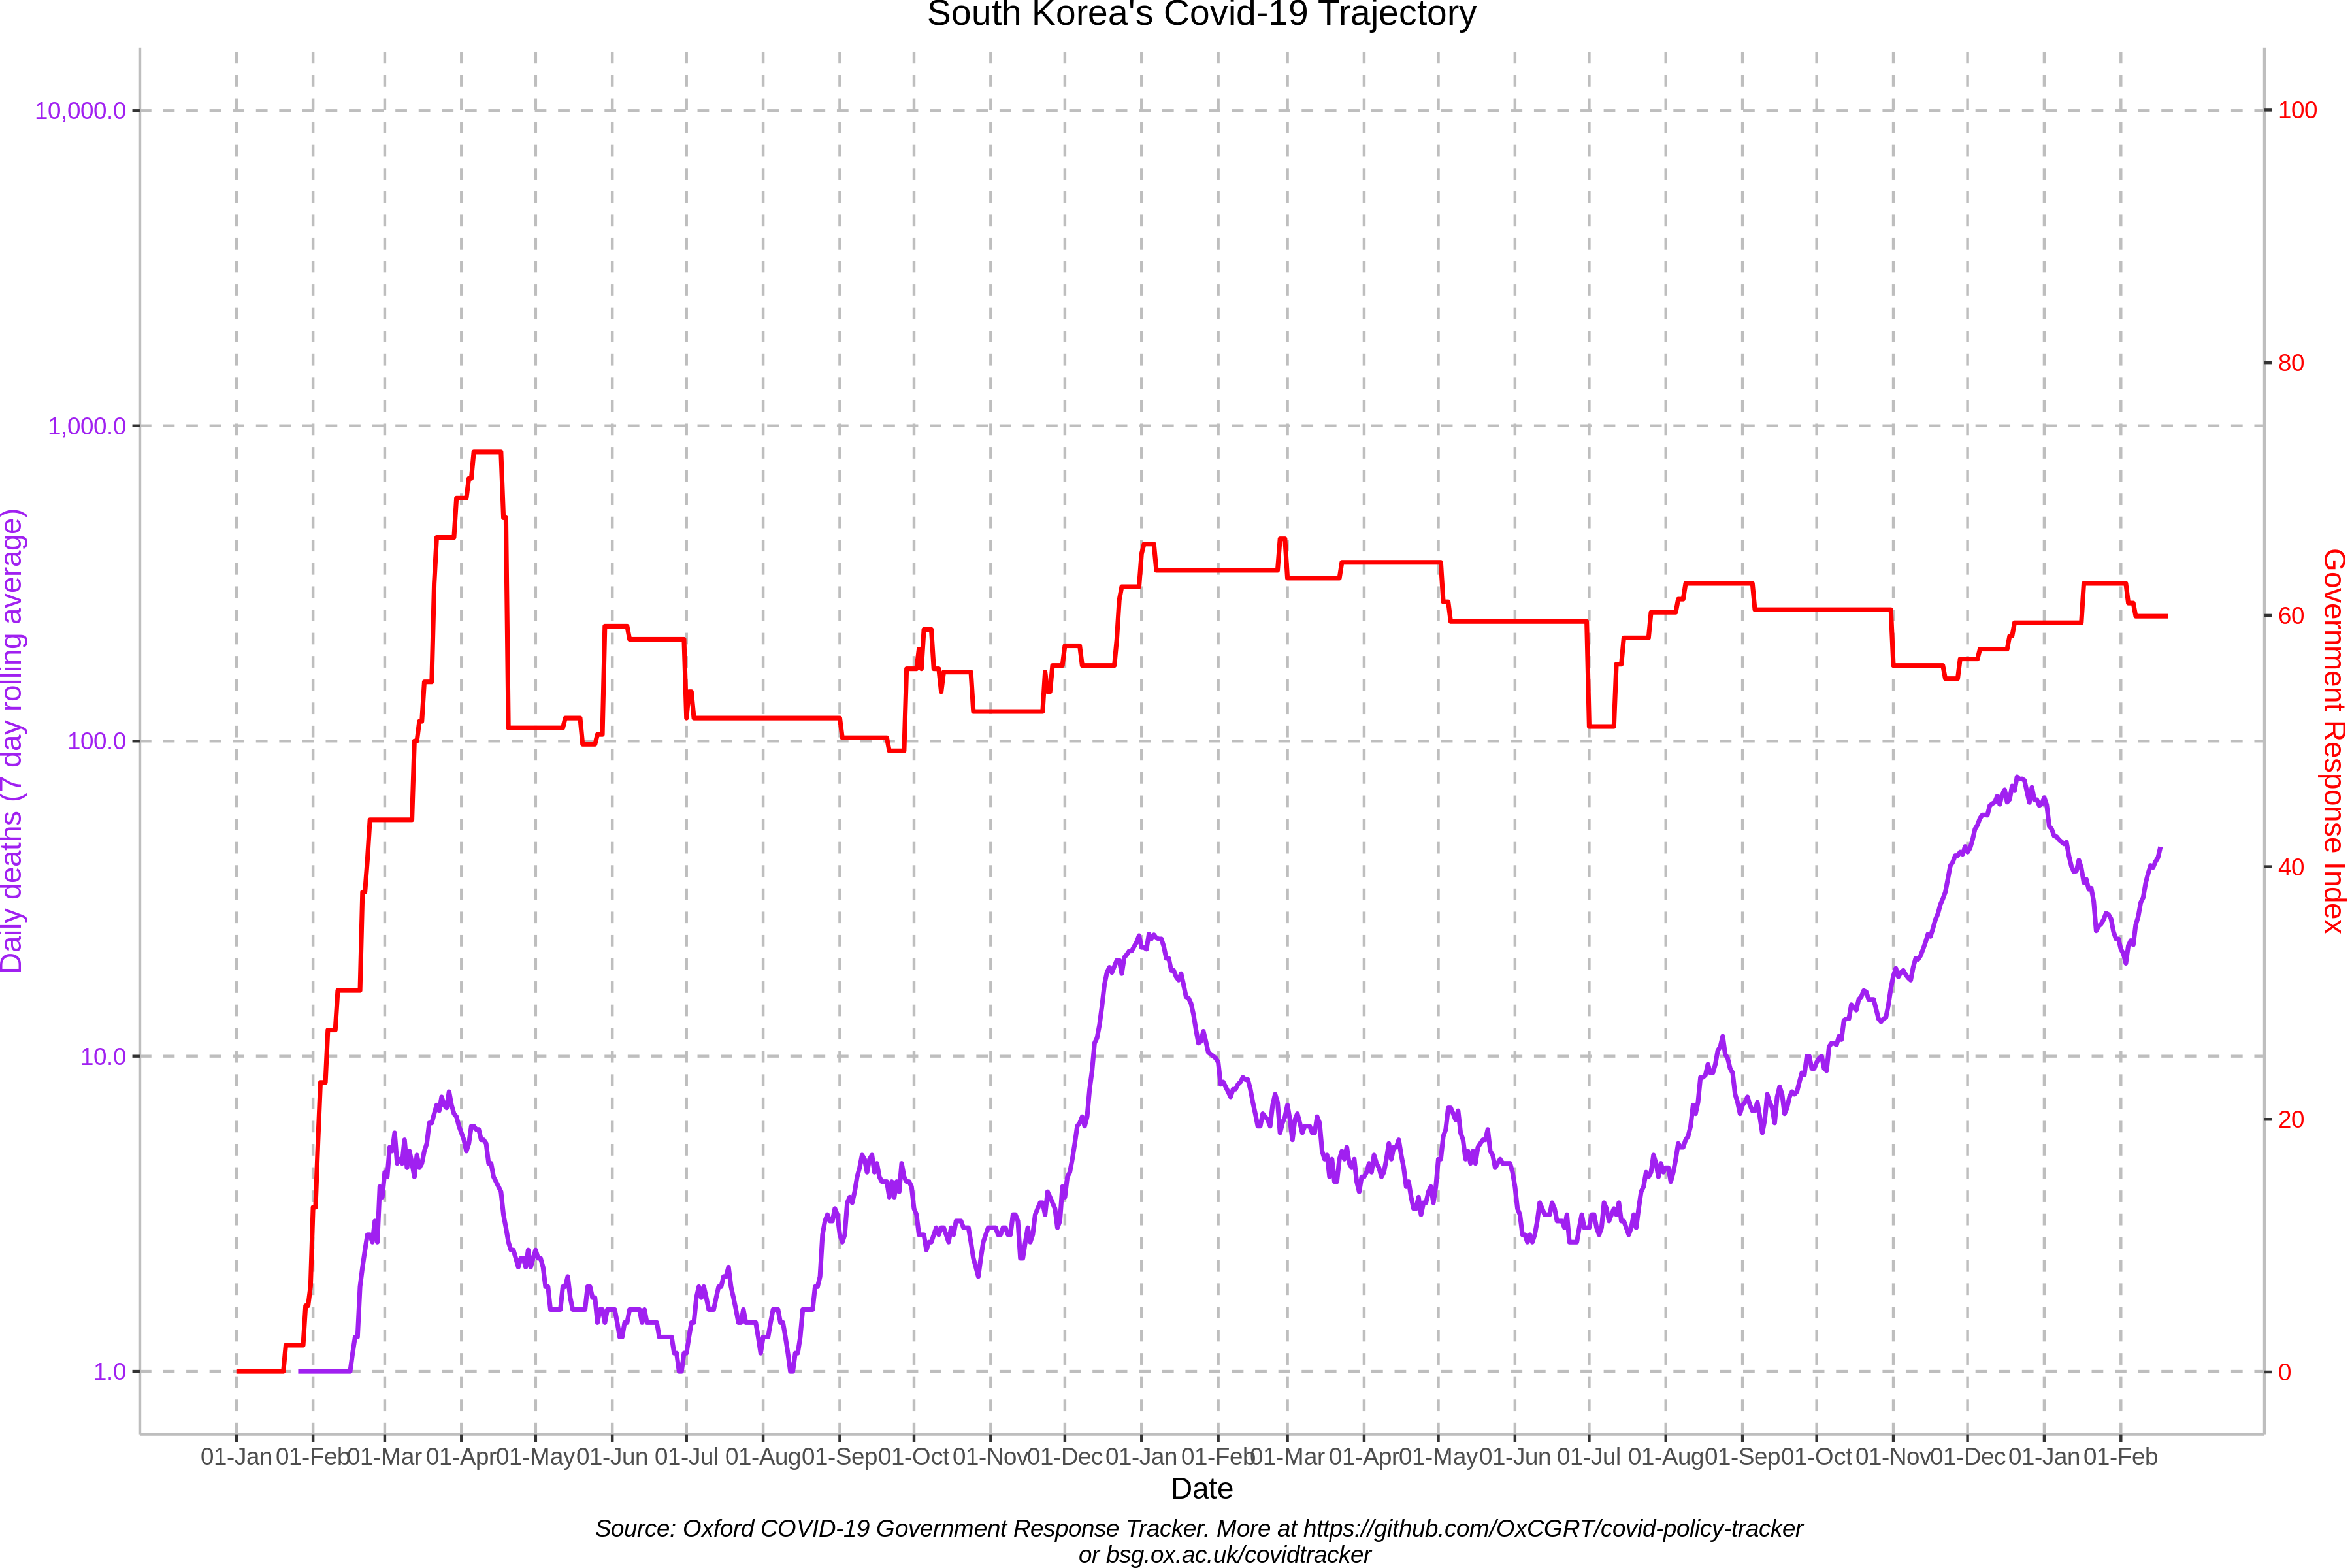 South Korea's Covid-19 Trajectory
10,000.0
1,000.0
100.0
10.0
1.0
Daily deaths (7 day rolling average)
100
80
60
40
20
0
Government Response Index
01-Jan 01-Feb 01-Mar 01-Apr 01-May 01-Jun 01-Jul 01-Aug 01-Sep 01-Oct 01-Nov 01-Dec 01-Jan 01-Feb 01-Mar 01-Apr 01-May 01-Jun 01-Jul 01-Aug 01-Sep 01-Oct 01-Nov 01-Dec 01-Jan 01-Feb
Date
Source: Oxford COVID-19 Government Response Tracker. More at https://github.com/OxCGRT/covid-policy-tracker
or bsg.ox.ac.uk/covidtracker